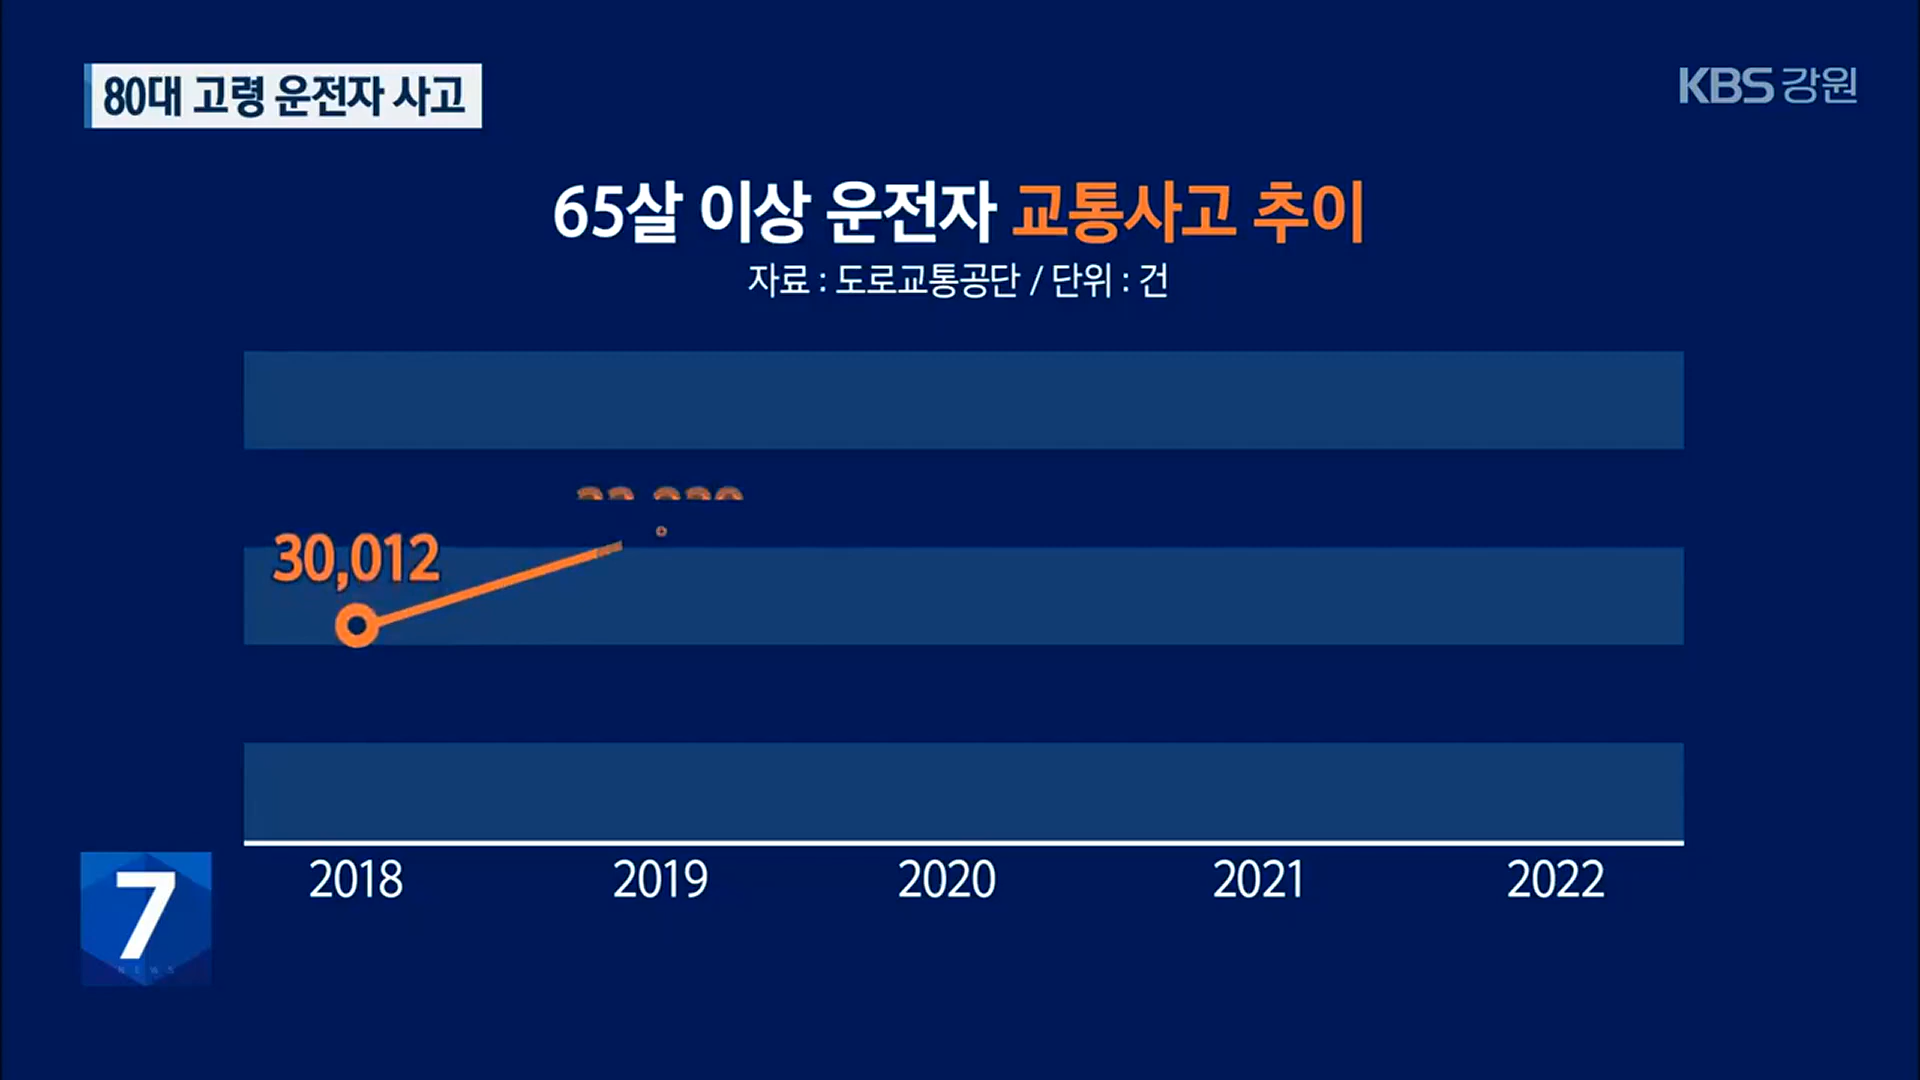 80대 고령 운전자 사고
KBS 강원
65살 이상 운전자 교통사고 추이
자료 : 도로교통공단 / 단위 : 건
30,012
2018 2019 2020 2021 2022
7
NEWS